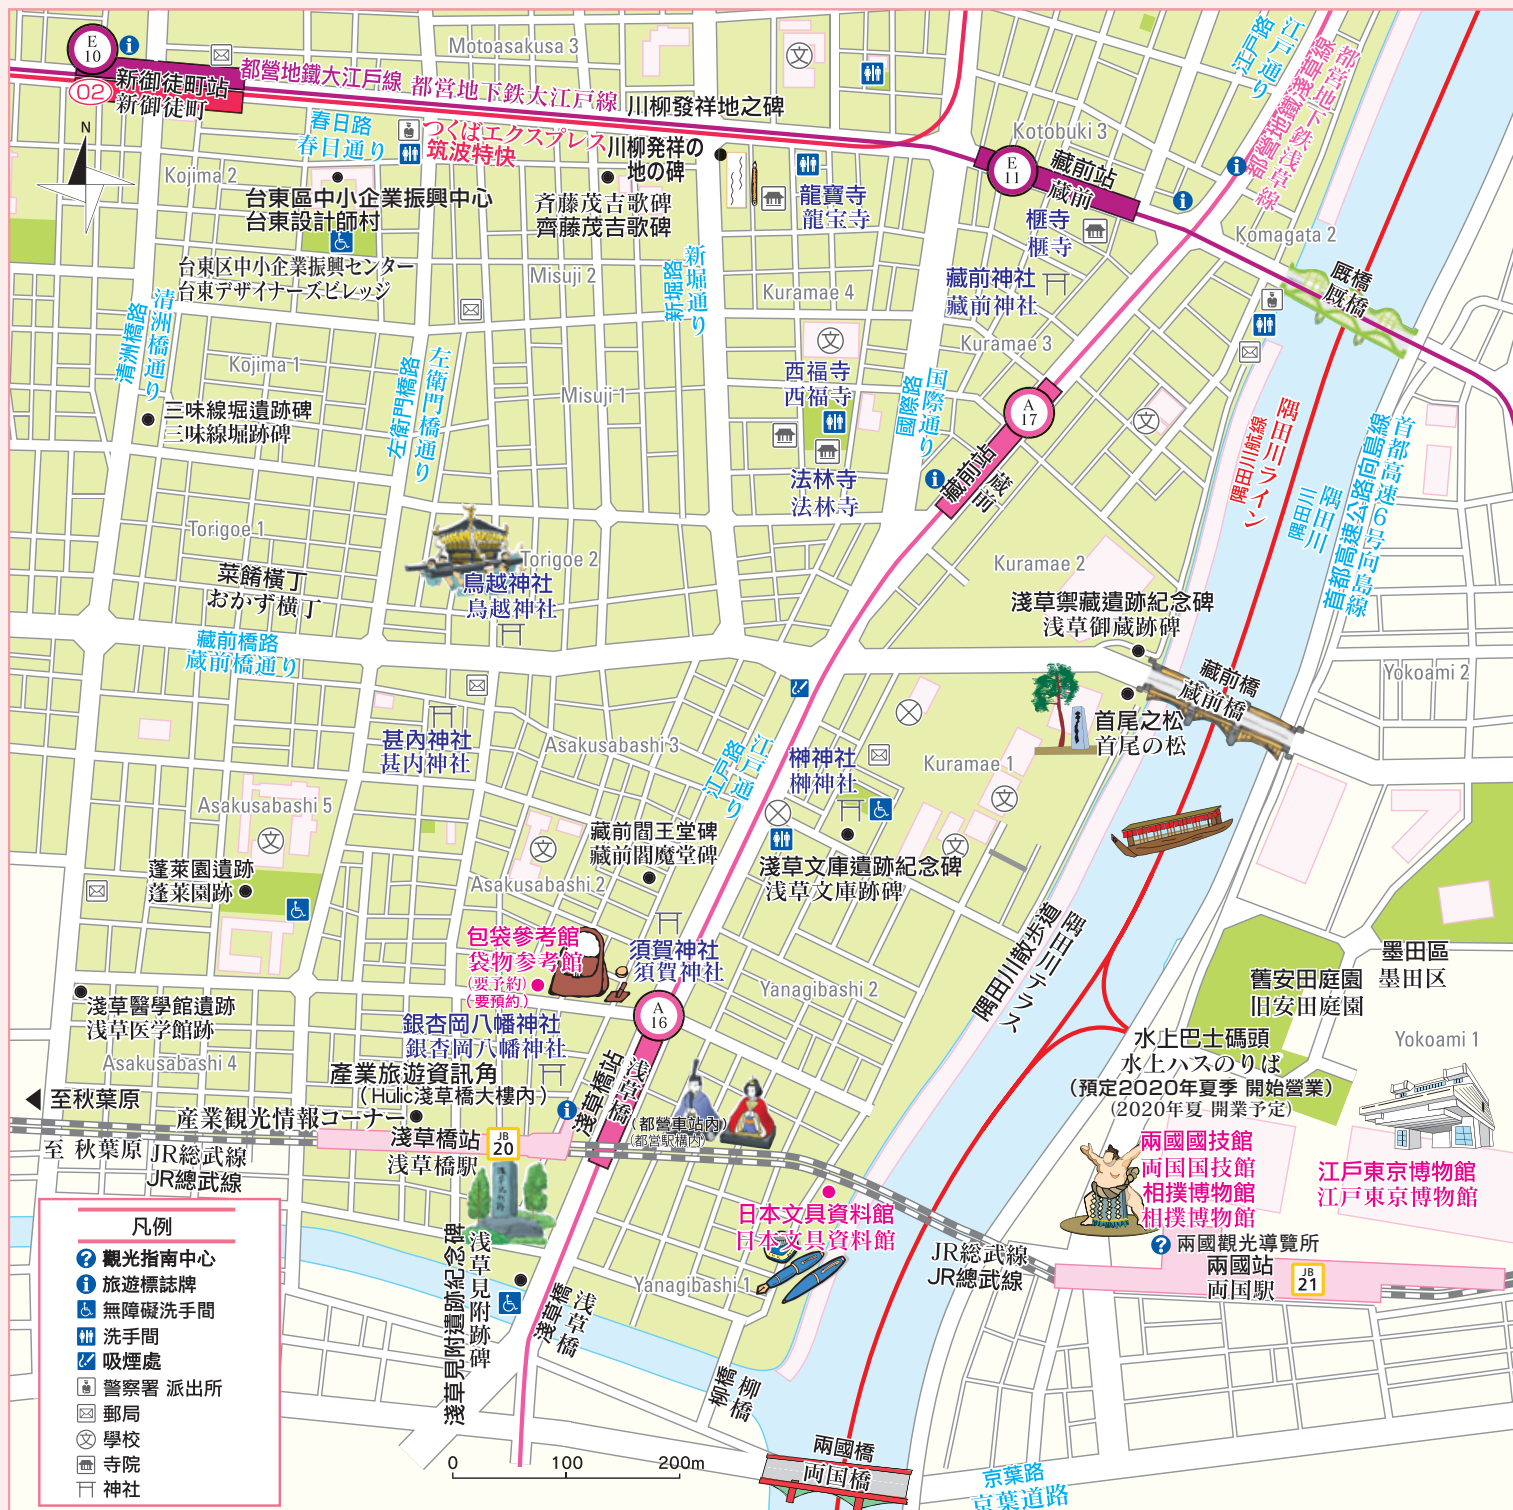 E
10
新御徒町站
02
新御徒町
Motoasakusa 3
都營地鐵大江戶線 都営地下鉄大江戸線
川柳發祥地之碑
文
江戶路
江戸通り
都營地鐵淺草線
都営地下鉄浅草線
N
春日路
春日通り
つくばエクスプレス
筑波特快
川柳発祥の
地の碑
Kotobuki 3
E
11
藏前站
蔵前
Kojima 2
台東區中小企業振興中心
台東設計師村
斉藤茂吉歌碑
齊藤茂吉歌碑
龍寶寺
龍宝寺
榧寺
榧寺
Komagata 2
台東区中小企業振興センター
台東デザイナーズビレッジ
Misuji 2
新堀路
新堀通り
Kuramae 4
藏前神社
蔵前神社
厩橋
厩橋
清洲橋路
清洲橋通り
Kojima 1
左衛門橋路
左衛門橋通り
Misuji 1
文
西福寺
西福寺
Kuramae 3
國際路
国際通り
A
17
文
三味線堀遺跡碑
三味線堀跡碑
隅田川航線
隅田川ライン
隅田川
隅田川
首都高速公路向島線
首都高速6号向島線
法林寺
法林寺
藏前站
蔵前
Torigoe 1
Torigoe 2
鳥越神社
鳥越神社
菜餚橫丁
おかず横丁
Kuramae 2
淺草禦藏遺跡紀念碑
浅草御蔵跡碑
藏前橋路
蔵前橋通り
Yokoami 2
藏前橋
蔵前橋
首尾之松
首尾の松
甚內神社
甚内神社
Asakusabashi 3
江戶路
江戸通り
榊神社
榊神社
Kuramae 1
文
Asakusabashi 5
文
藏前閻王堂碑
蔵前閻魔堂碑
文
文
淺草文庫遺跡紀念碑
浅草文庫跡碑
蓬萊園遺跡
蓬莱園跡
Asakusabashi 2
包袋參考館
袋物参考館
(要予約)
(要預約)
須賀神社
須賀神社
隅田川散步道
隅田川テラス
墨田區
墨田区
舊安田庭園
旧安田庭園
Yanagibashi 2
淺草醫學館遺跡
浅草医学館跡
銀杏岡八幡神社
銀杏岡八幡神社
A
16
水上巴士碼頭
水上バスのりば
(預定2020年夏季 開始營業)
(2020年夏 開業予定)
Yokoami 1
Asakusabashi 4
產業旅遊資訊角
(Hulic淺草橋大樓內)
產業観光情報コーナー
淺草橋站
浅草橋
(都營車站內)
(都営駅構内)
至秋葉原
至 秋葉原
JR総武線
JR總武線
淺草橋站
浅草橋駅
JB
20
兩國國技館
両国国技館
相撲博物館
相撲博物館
江戶東京博物館
江戸東京博物館
兩國觀光導覽所
日本文具資料館
日本文具資料館
JR総武線
JR總武線
兩國站
両国駅
JB
21
淺草見附遺跡紀念碑
浅草見附跡碑
Yanagibashi 1
淺草橋
浅草橋
柳橋
柳橋
兩國橋
両国橋
京葉路
京葉道路
0 100 200m
凡例
觀光指南中心
旅遊標誌牌
無障礙洗手間
洗手間
吸煙處
警察署 派出所
郵局
文 學校
寺院
神社